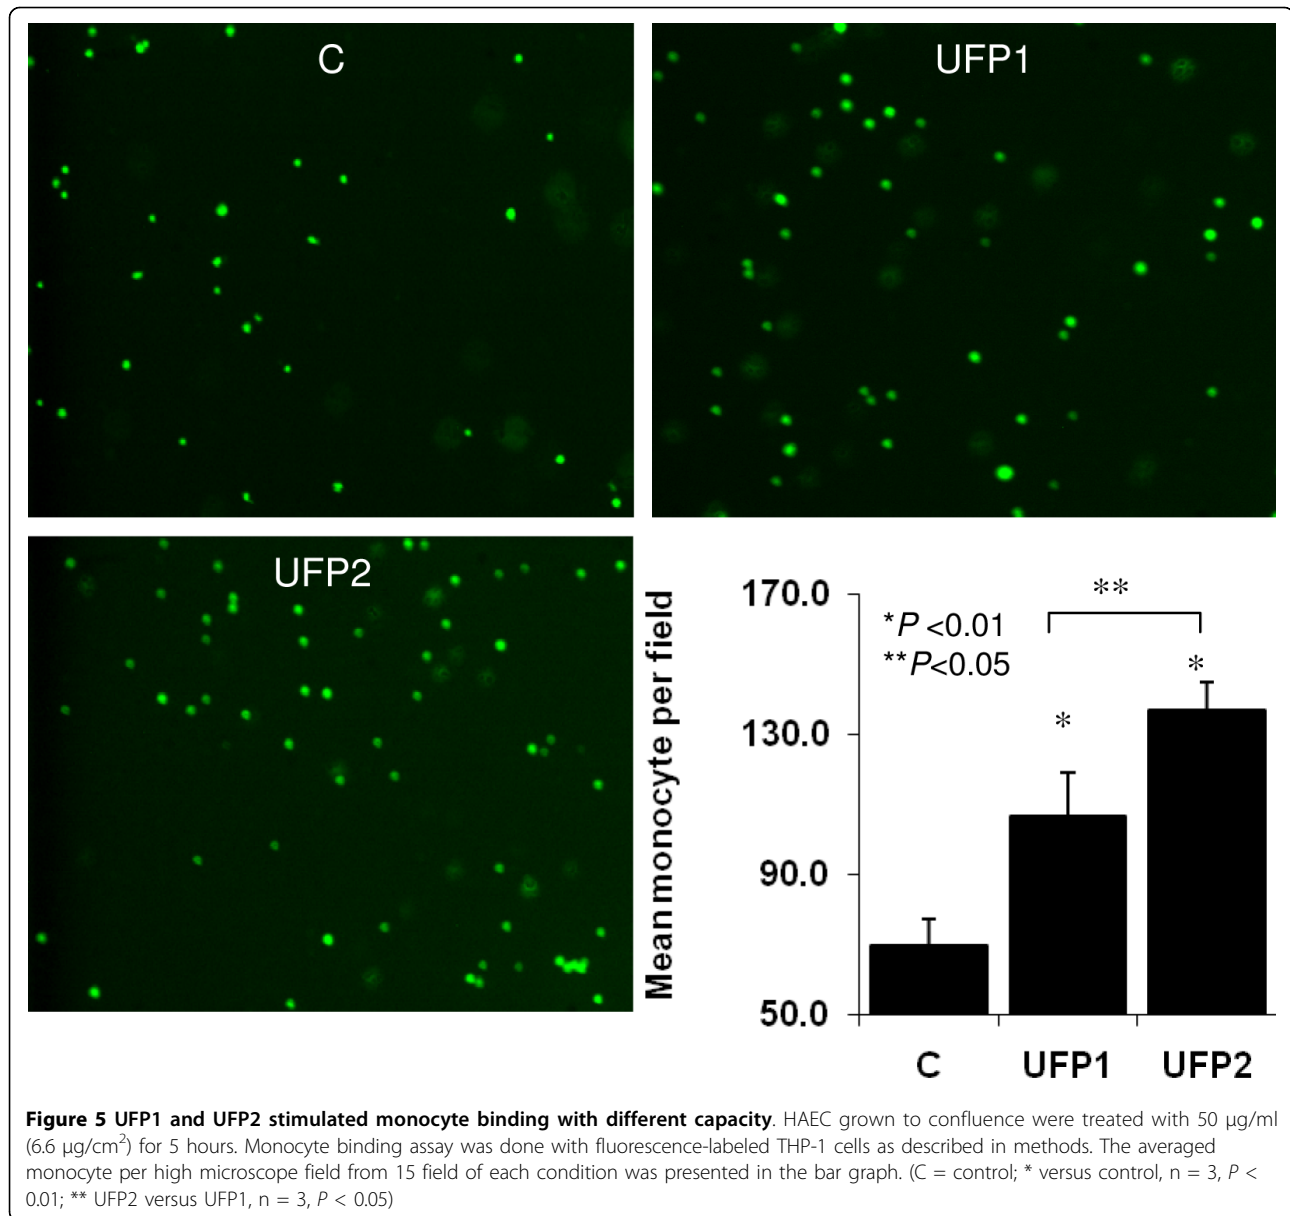 C
UFP1
UFP2
Mean monocyte per field
170.0
130.0
90.0
50.0
*P <0.01
**P<0.05
**
*
*
C UFP1 UFP2
Figure 5 UFP1 and UFP2 stimulated monocyte binding with different capacity. HAEC grown to confluence were treated with 50 μg/ml
(6.6 μg/cm²) for 5 hours. Monocyte binding assay was done with fluorescence-labeled THP-1 cells as described in methods. The averaged
monocyte per high microscope field from 15 field of each condition was presented in the bar graph. (C = control; * versus control, n = 3, P <
0.01; ** UFP2 versus UFP1, n = 3, P < 0.05)